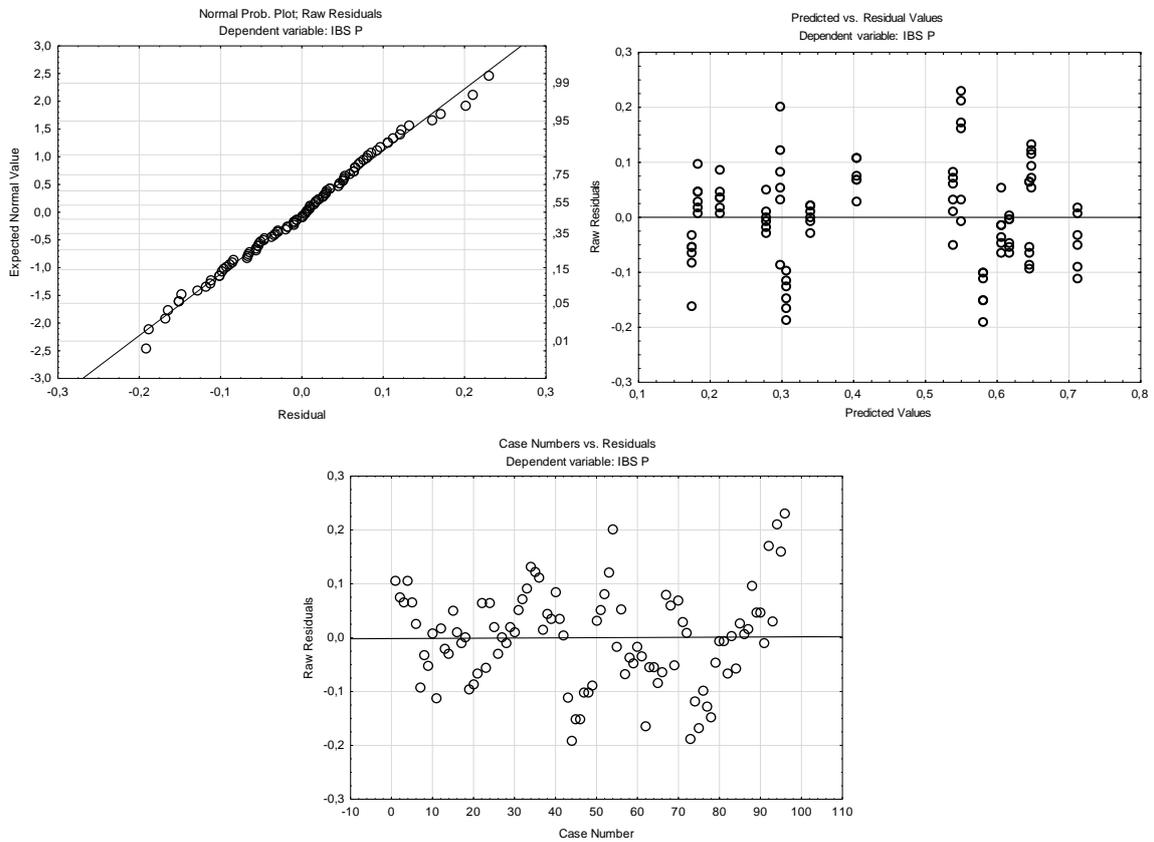 Normal Prob. Plot; Raw Residuals
Dependent variable: IBS P
3,0
2,5
2,0
1,5
1,0
0,5
0,0
-0,5
-1,0
-1,5
-2,0
-2,5
-3,0
Expected Normal Value
,99
,95
,75
,55
,35
,15
,05
,01
-0,3 -0,2 -0,1 0,0 0,1 0,2 0,3
Residual
Predicted vs. Residual Values
Dependent variable: IBS P
0,3
0,2
0,1
0,0
-0,1
-0,2
-0,3
Raw Residuals
0,1 0,2 0,3 0,4 0,5 0,6 0,7 0,8
Predicted Values
Case Numbers vs. Residuals
Dependent variable: IBS P
0,3
0,2
0,1
0,0
-0,1
-0,2
-0,3
Raw Residuals
-10 0 10 20 30 40 50 60 70 80 90 100 110
Case Number